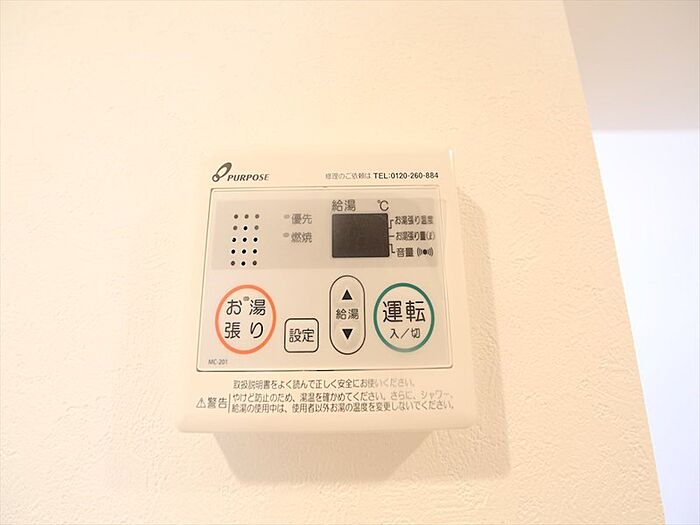 PURPOSE
修理のご依頼は TEL:0120-260-884
給湯 ℃
優先
燃焼
お湯張り温度
お湯張り量(ℓ)
音量
お湯張り
設定
給湯
運転
入/切
MC-201
取扱説明書をよく読んで正しく安全にお使いください。
警告
やけど防止のため、湯温を確かめてください。さらに、シャワー、
給湯の使用中は、使用者以外お湯の温度を変更しないでください。